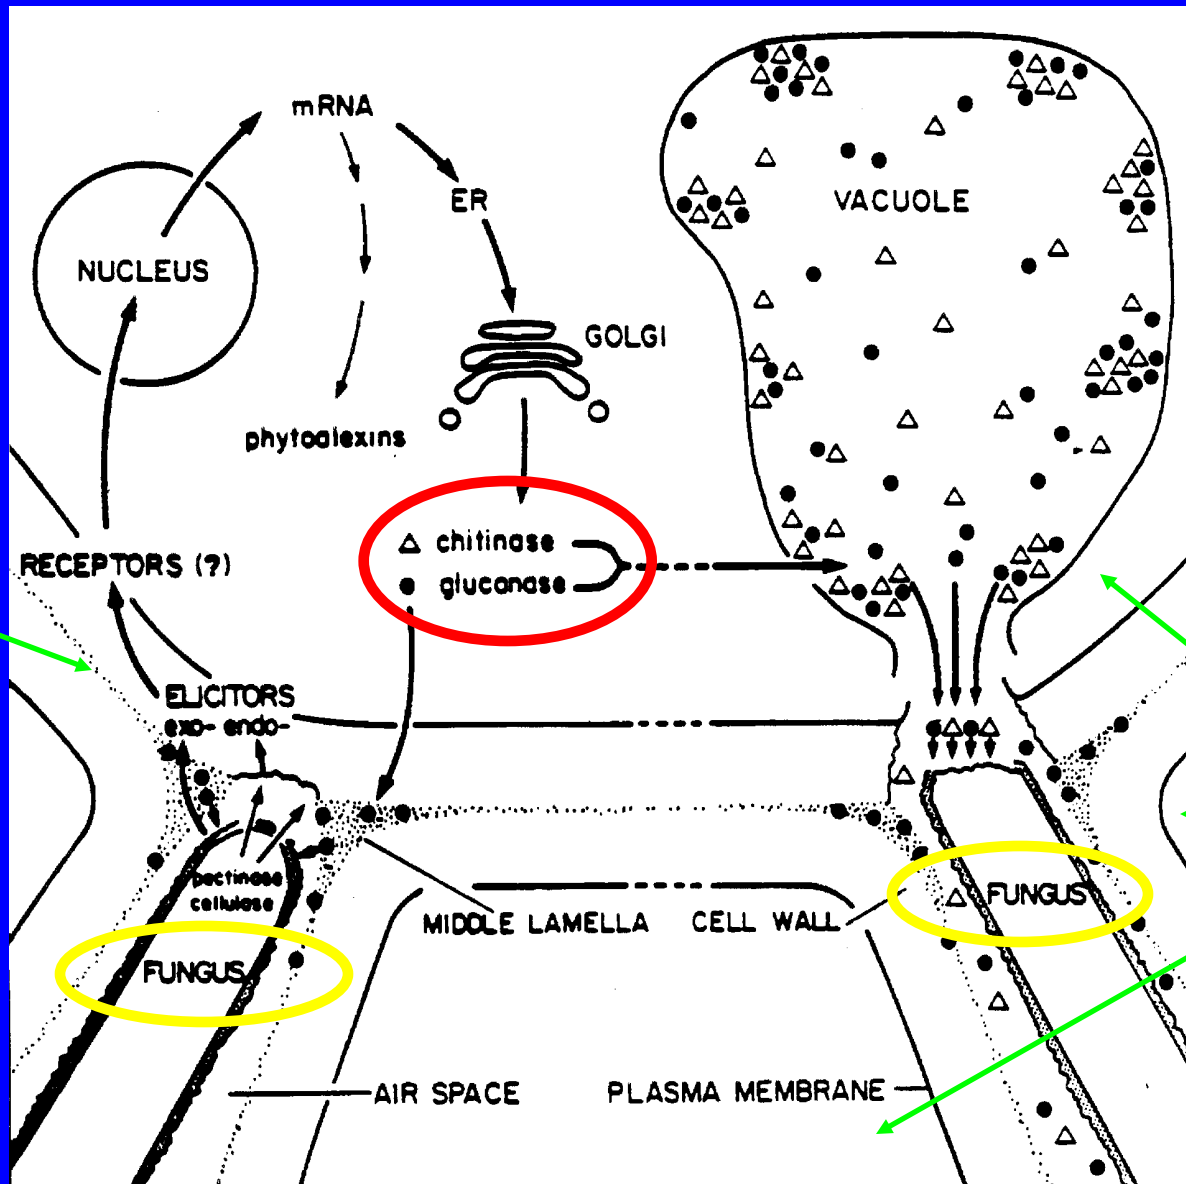 mRNA
ER
VACUOLE
NUCLEUS
GOLGI
phytoalexins
chitinase
gluconase
RECEPTORS (?)
ELICITORS
exo- endo-
pectinase
cellulase
MIDDLE LAMELLA
CELL WALL
FUNGUS
FUNGUS
AIR SPACE
PLASMA MEMBRANE